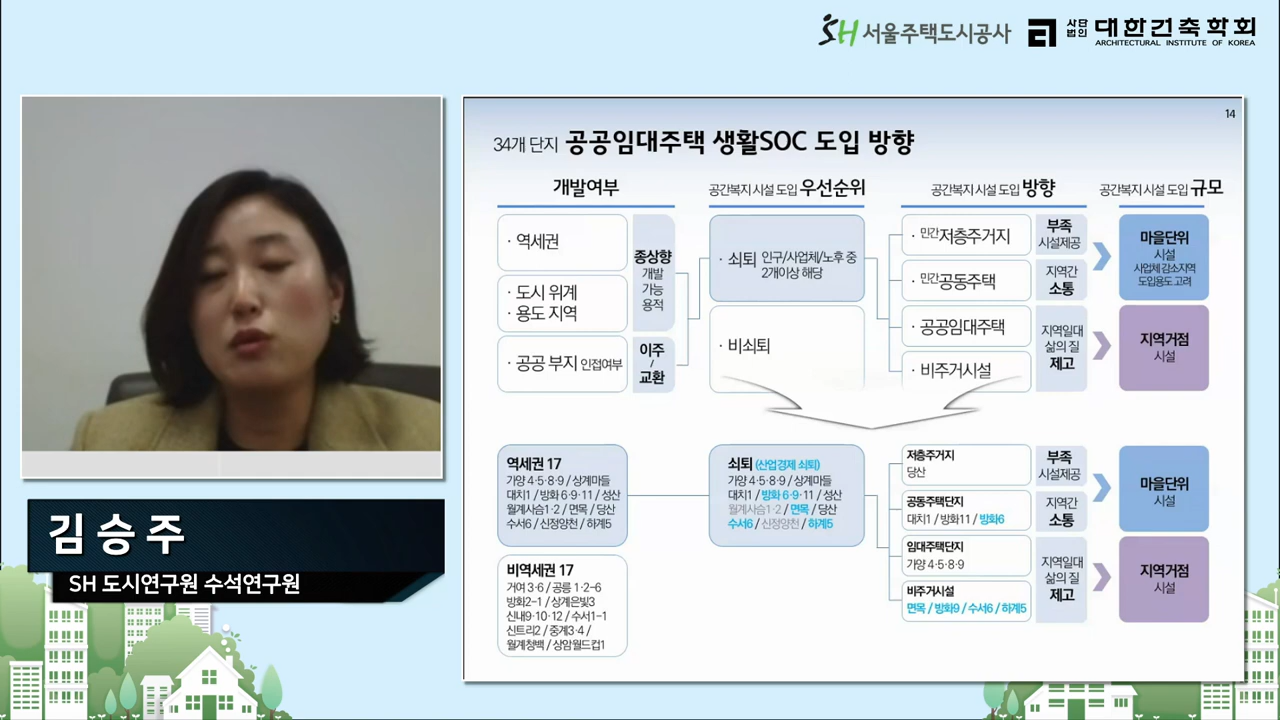 SH 서울주택도시공사
사단법인 대한건축학회
ARCHITECTURAL INSTITUTE OF KOREA
14
34개 단지 공공임대주택 생활SOC 도입 방향
개발여부
공간복지 시설 도입 우선순위
공간복지 시설 도입 방향
공간복지 시설 도입 규모
· 역세권
· 도시 위계
· 용도 지역
종상향
개발
가능
용적
· 공공 부지 인접여부
이주
/
교환
· 쇠퇴 인구/사업체/노후 중
2개이상 해당
· 비쇠퇴
· 민간저층주거지
부족
시설제공
· 민간공동주택
지역간
소통
· 공공임대주택
· 비주거시설
지역일대
삶의 질
제고
마을단위
시설
사업체 감소지역
도입용도 고려
지역거점
시설
역세권 17
가양 4·5·8·9 / 상계마들
대치1 / 방화 6·9·11 / 성산
월계사슴1·2 / 면목 / 당산
수서6 / 신정양천 / 하계5
비역세권 17
거여 3·6 / 공릉 1·2-6
방화2-1 / 상계은빛3
신내9·10·12 / 수서1-1
신트리2 / 중계3·4 /
월계청백 / 상암월드컵1
쇠퇴 (산업경제 쇠퇴)
가양 4·5·8·9 / 상계마들
대치1 / 방화 6·9·11 / 성산
월계사슴1·2 / 면목 / 당산
수서6 / 신정양천 / 하계5
저층주거지
당산
부족
시설제공
공동주택단지
대치1 / 방화11 / 방화6
지역간
소통
임대주택단지
가양 4·5·8·9
비주거시설
면목 / 방화9 / 수서6 / 하계5
지역일대
삶의 질
제고
마을단위
시설
지역거점
시설
김승주
SH 도시연구원 수석연구원